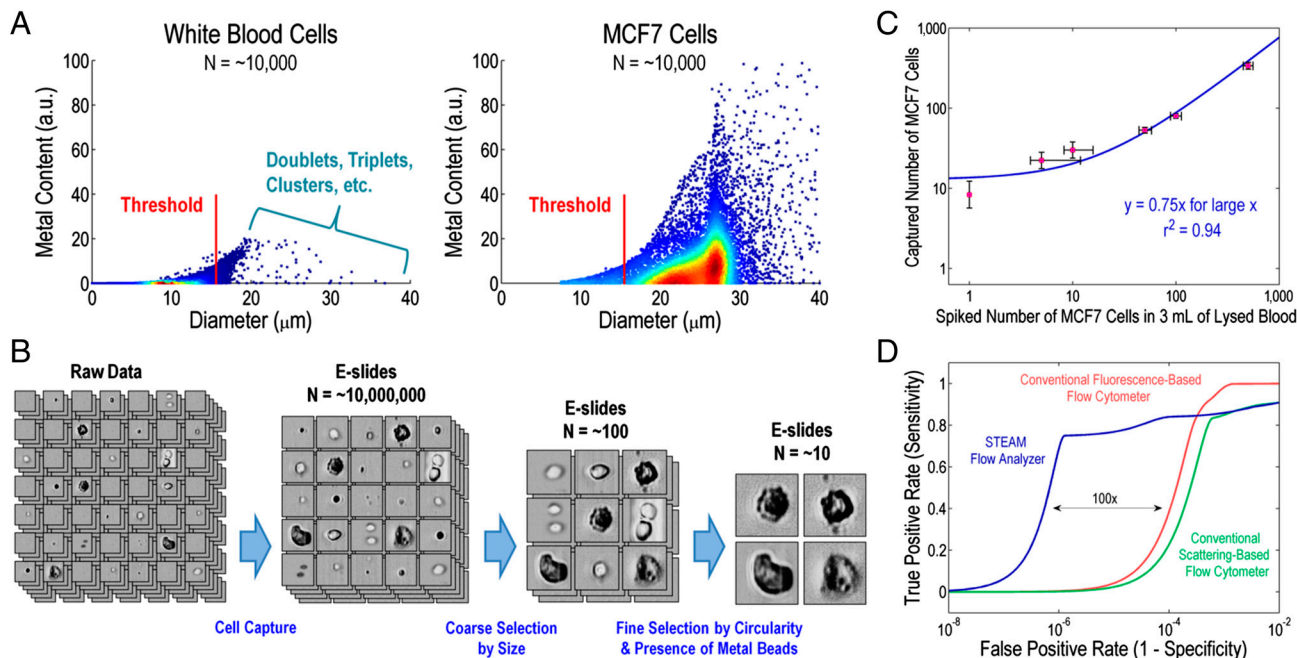 A
White Blood Cells
N = ~10,000
Metal Content (a.u.)
100
80
60
40
20
0
Threshold
Doublets, Triplets,
Clusters, etc.
0
10
20
30
40
Diameter (μm)
MCF7 Cells
N = ~10,000
Metal Content (a.u.)
100
80
60
40
20
0
Threshold
0
10
20
30
40
Diameter (μm)
B
Raw Data
E-slides
N = ~10,000,000
E-slides
N = ~100
E-slides
N = ~10
Cell Capture
Coarse Selection
by Size
Fine Selection by Circularity
& Presence of Metal Beads
C
Captured Number of MCF7 Cells
1,000
100
10
1
y = 0.75x for large x
r² = 0.94
1
10
100
1,000
Spiked Number of MCF7 Cells in 3 mL of Lysed Blood
D
True Positive Rate (Sensitivity)
1
0.8
0.6
0.4
0.2
0
Conventional Fluorescence-Based
Flow Cytometer
STEAM
Flow Analyzer
100x
Conventional
Scattering-Based
Flow Cytometer
10⁻⁸
10⁻⁶
10⁻⁴
10⁻²
False Positive Rate (1 - Specificity)